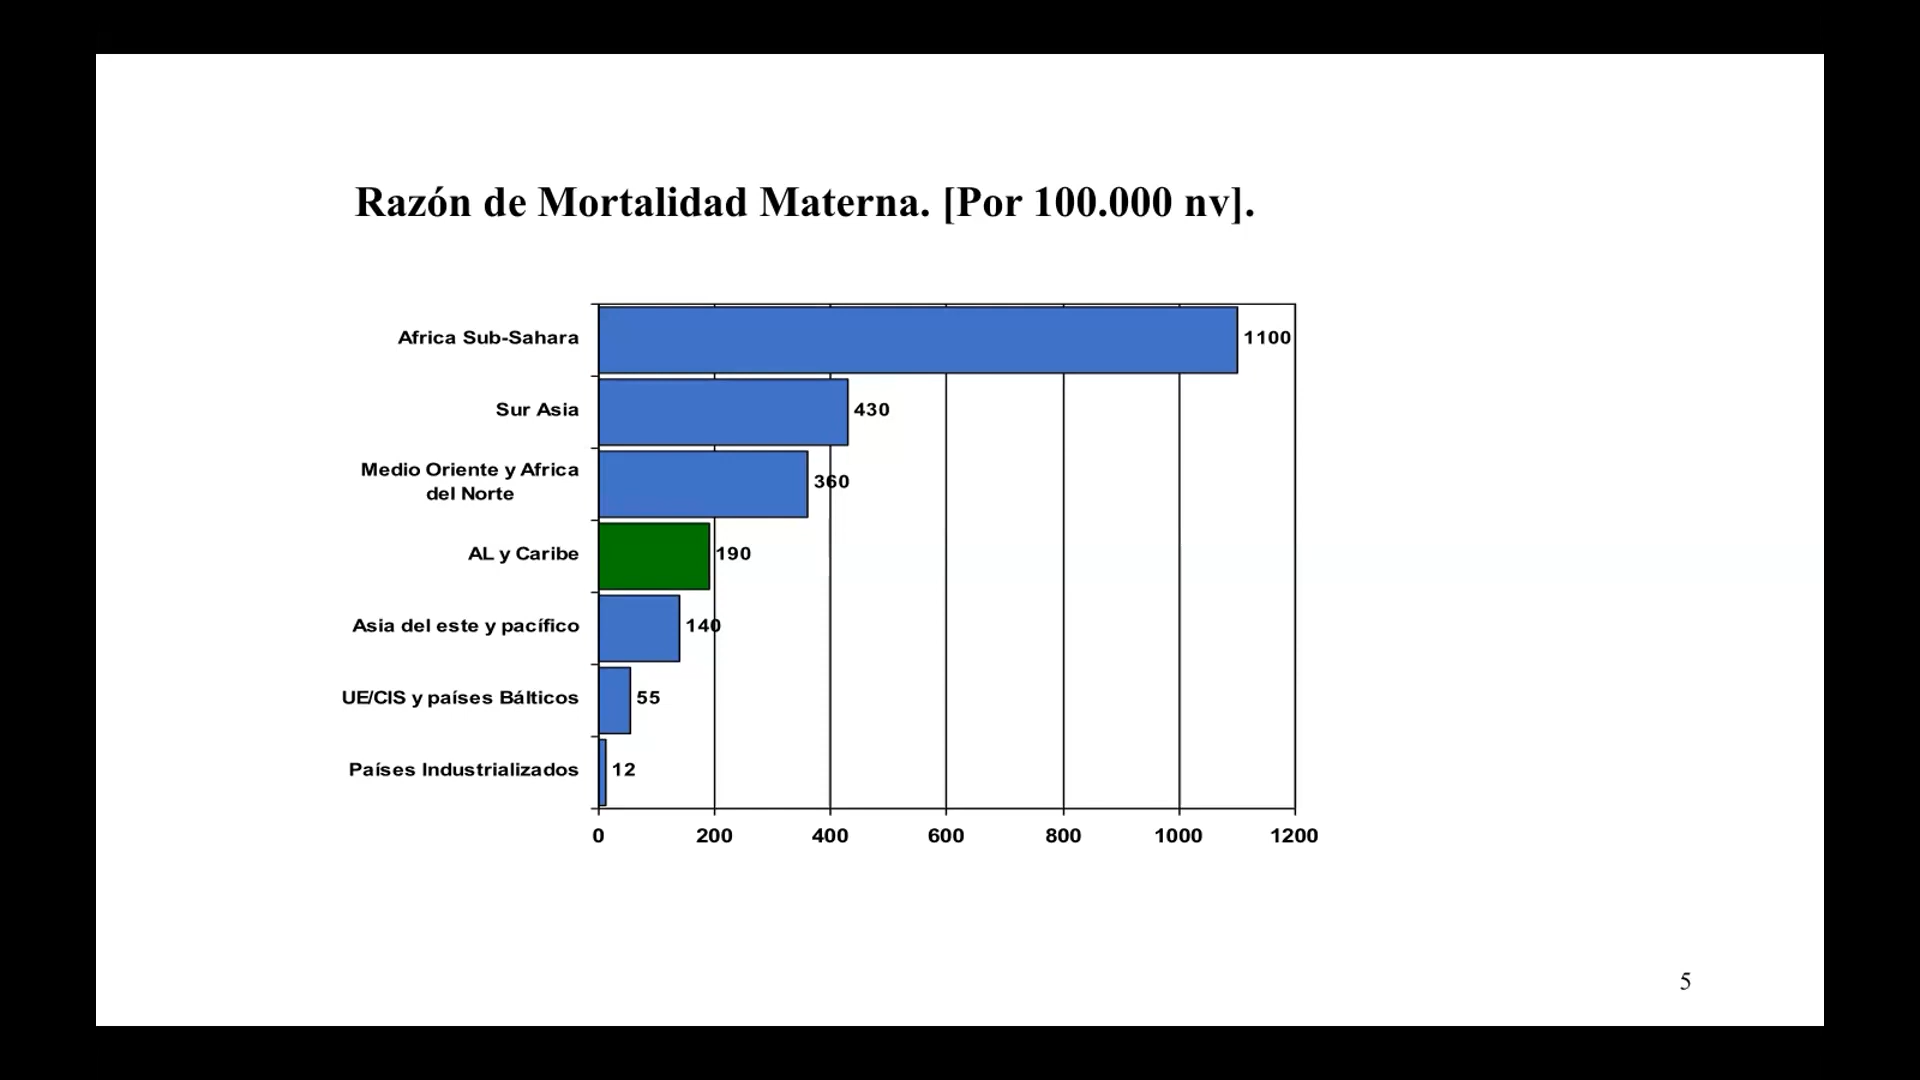 Razón de Mortalidad Materna. [Por 100.000 nv].
Africa Sub-Sahara 1100
Sur Asia 430
Medio Oriente y Africa
del Norte 360
AL y Caribe 190
Asia del este y pacífico 140
UE/CIS y países Bálticos 55
Países Industrializados 12
0 200 400 600 800 1000 1200
5